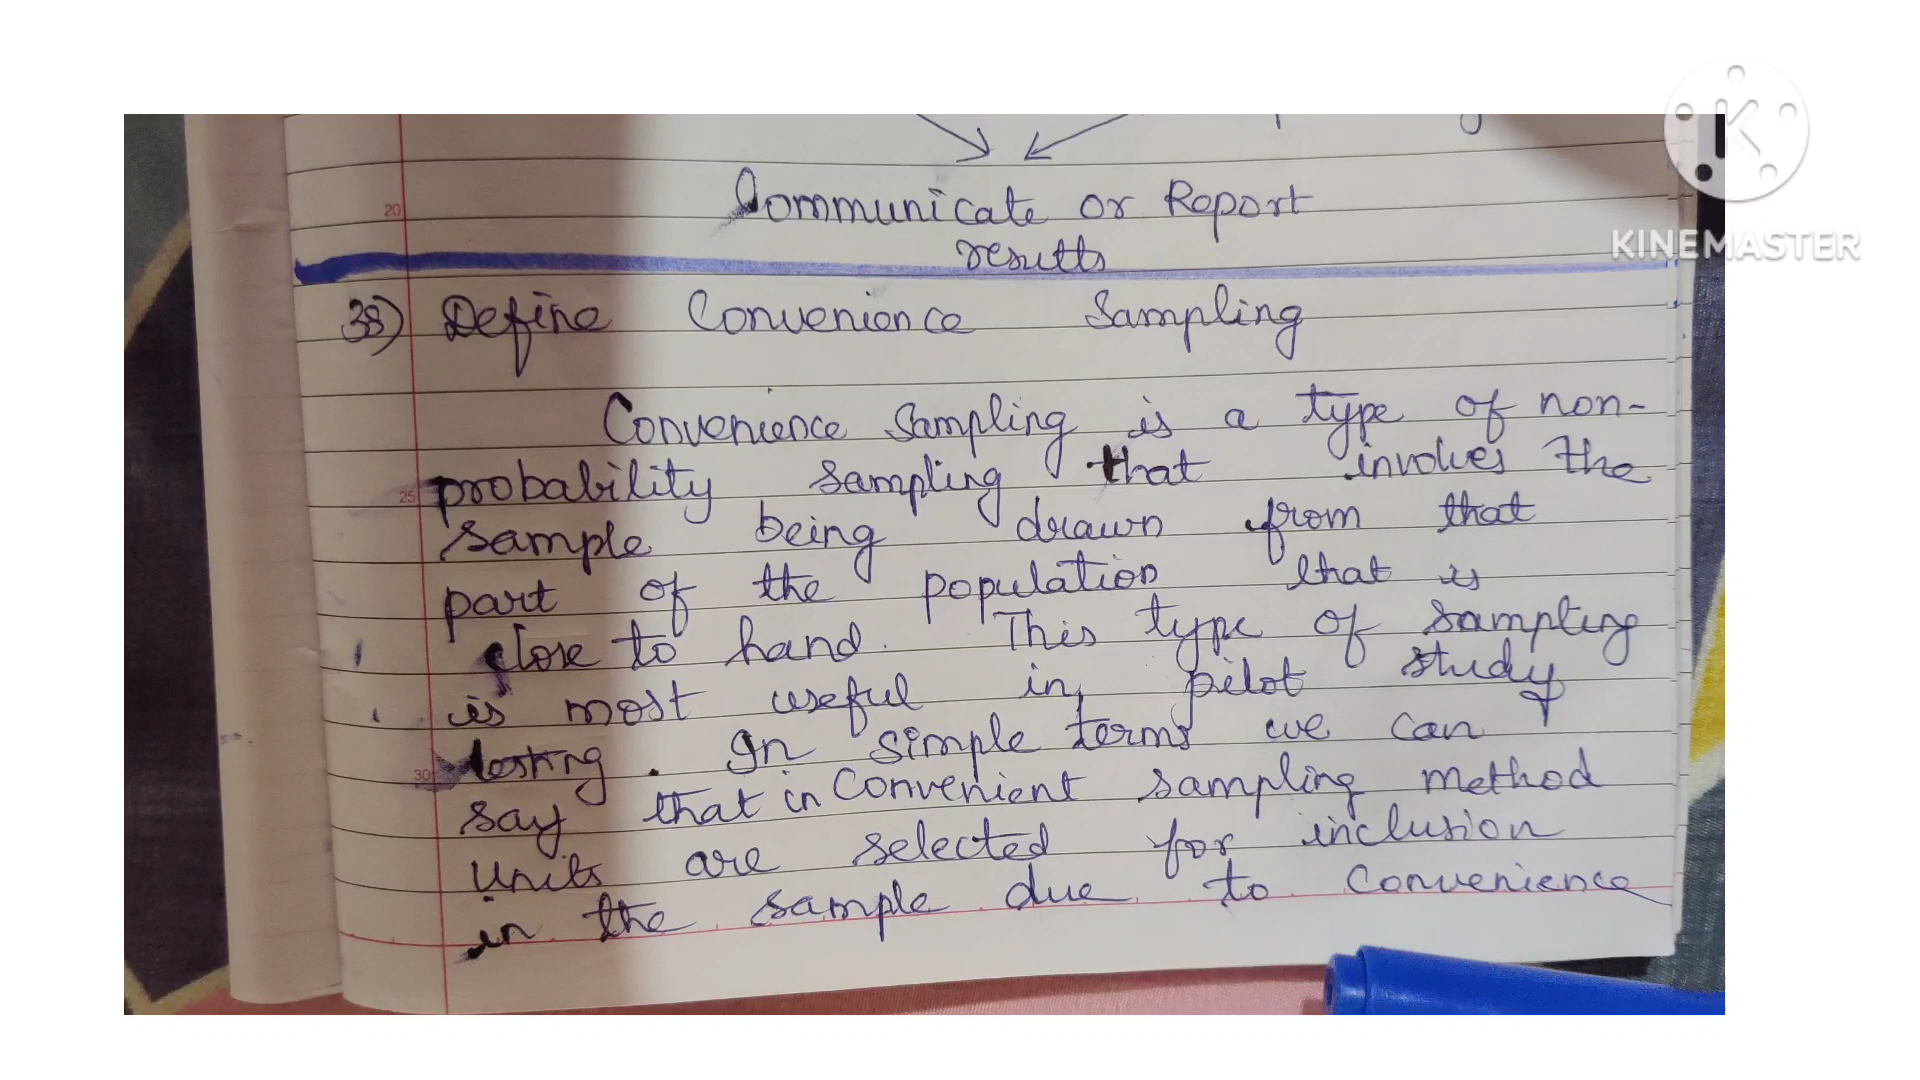 Communicate or Report
results
38) Define Convenience Sampling
Convenience Sampling is a type of non-
probability sampling that involves the
sample being drawn from that
part of the population that is
close to hand. This type of sampling
is most useful in pilot study
testing. In simple terms we can
say that in convenient sampling method
units are selected for inclusion
in the sample due to convenience
20
25
30
KINEMASTER